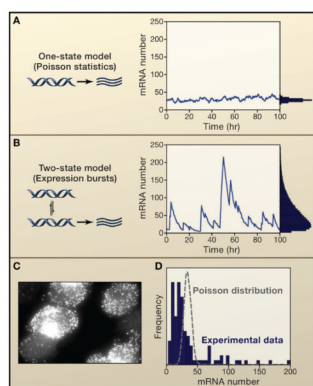 A
One-state model
(Poisson statistics)
mRNA number
250
200
150
100
50
0
0 20 40 60 80 100
Time (hr)
B
Two-state model
(Expression bursts)
mRNA number
250
200
150
100
50
0
0 20 40 60 80 100
Time (hr)
C
D
Poisson distribution
Experimental data
Frequency
0 50 100 150 200
mRNA number